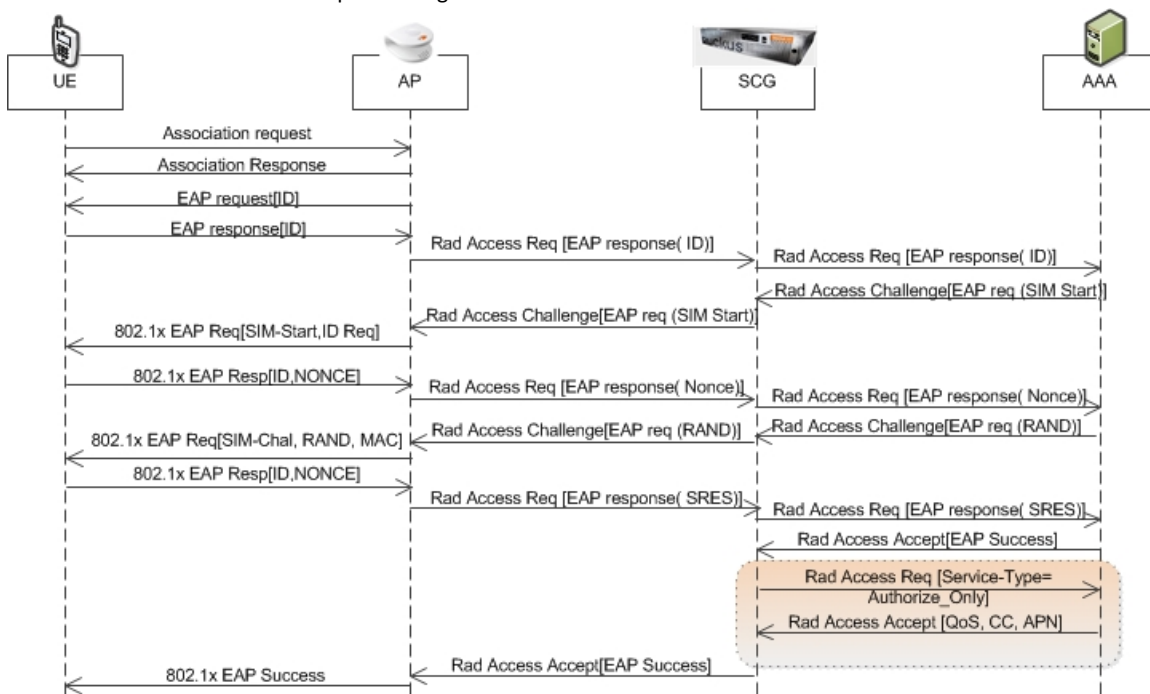 UE
AP
ruckus
SCG
AAA
Association request
Association Response
EAP request[ID]
EAP response[ID]
Rad Access Req [EAP response( ID)]
Rad Access Req [EAP response( ID)]
Rad Access Challenge[EAP req (SIM Start)]
Rad Access Challenge[EAP req (SIM Start)]
802.1x EAP Req[SIM-Start,ID Req]
802.1x EAP Resp[ID,NONCE]
Rad Access Req [EAP response( Nonce)]
Rad Access Req [EAP response( Nonce)]
Rad Access Challenge[EAP req (RAND)]
Rad Access Challenge[EAP req (RAND)]
802.1x EAP Req[SIM-Chal, RAND, MAC]
802.1x EAP Resp[ID,NONCE]
Rad Access Req [EAP response( SRES)]
Rad Access Req [EAP response( SRES)]
Rad Access Accept[EAP Success]
Rad Access Req [Service-Type=
Authorize_Only]
Rad Access Accept [QoS, CC, APN]
Rad Access Accept[EAP Success]
802.1x EAP Success